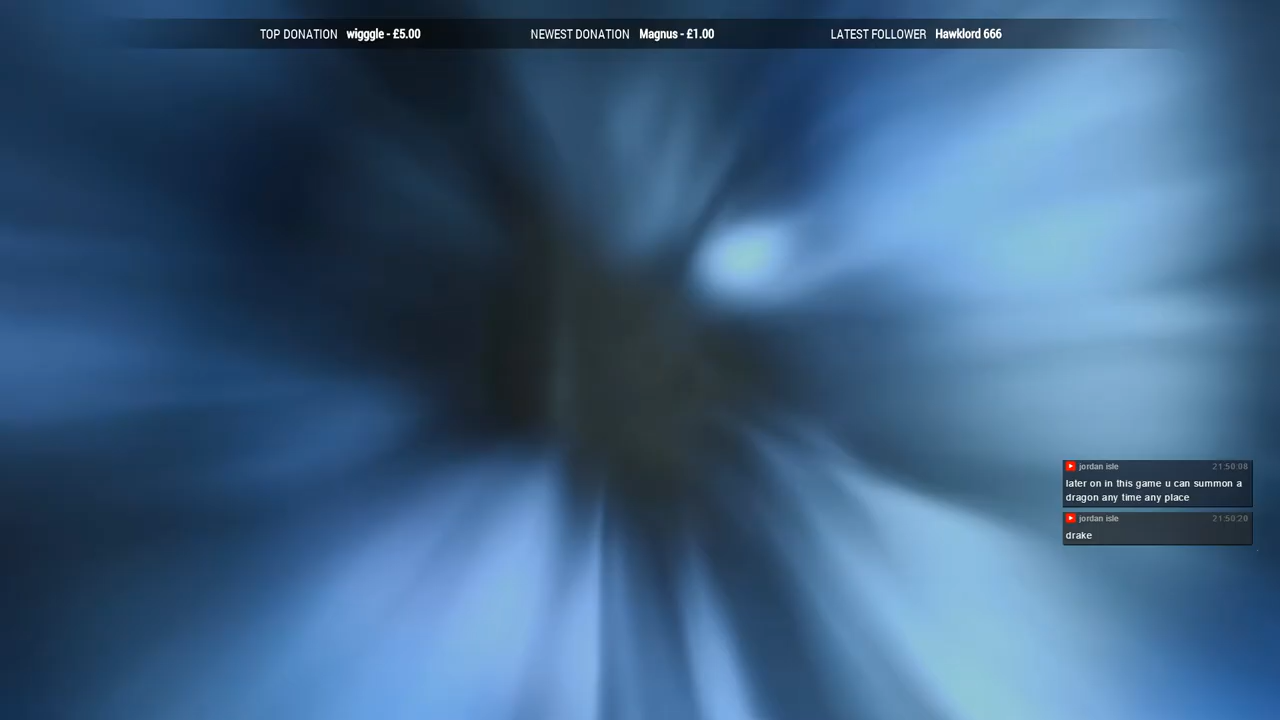 TOP DONATION wigggle - £5.00 NEWEST DONATION Magnus - £1.00 LATEST FOLLOWER Hawklord 666
jordan isle 21:50:08
later on in this game u can summon a
dragon any time any place
jordan isle 21:50:20
drake